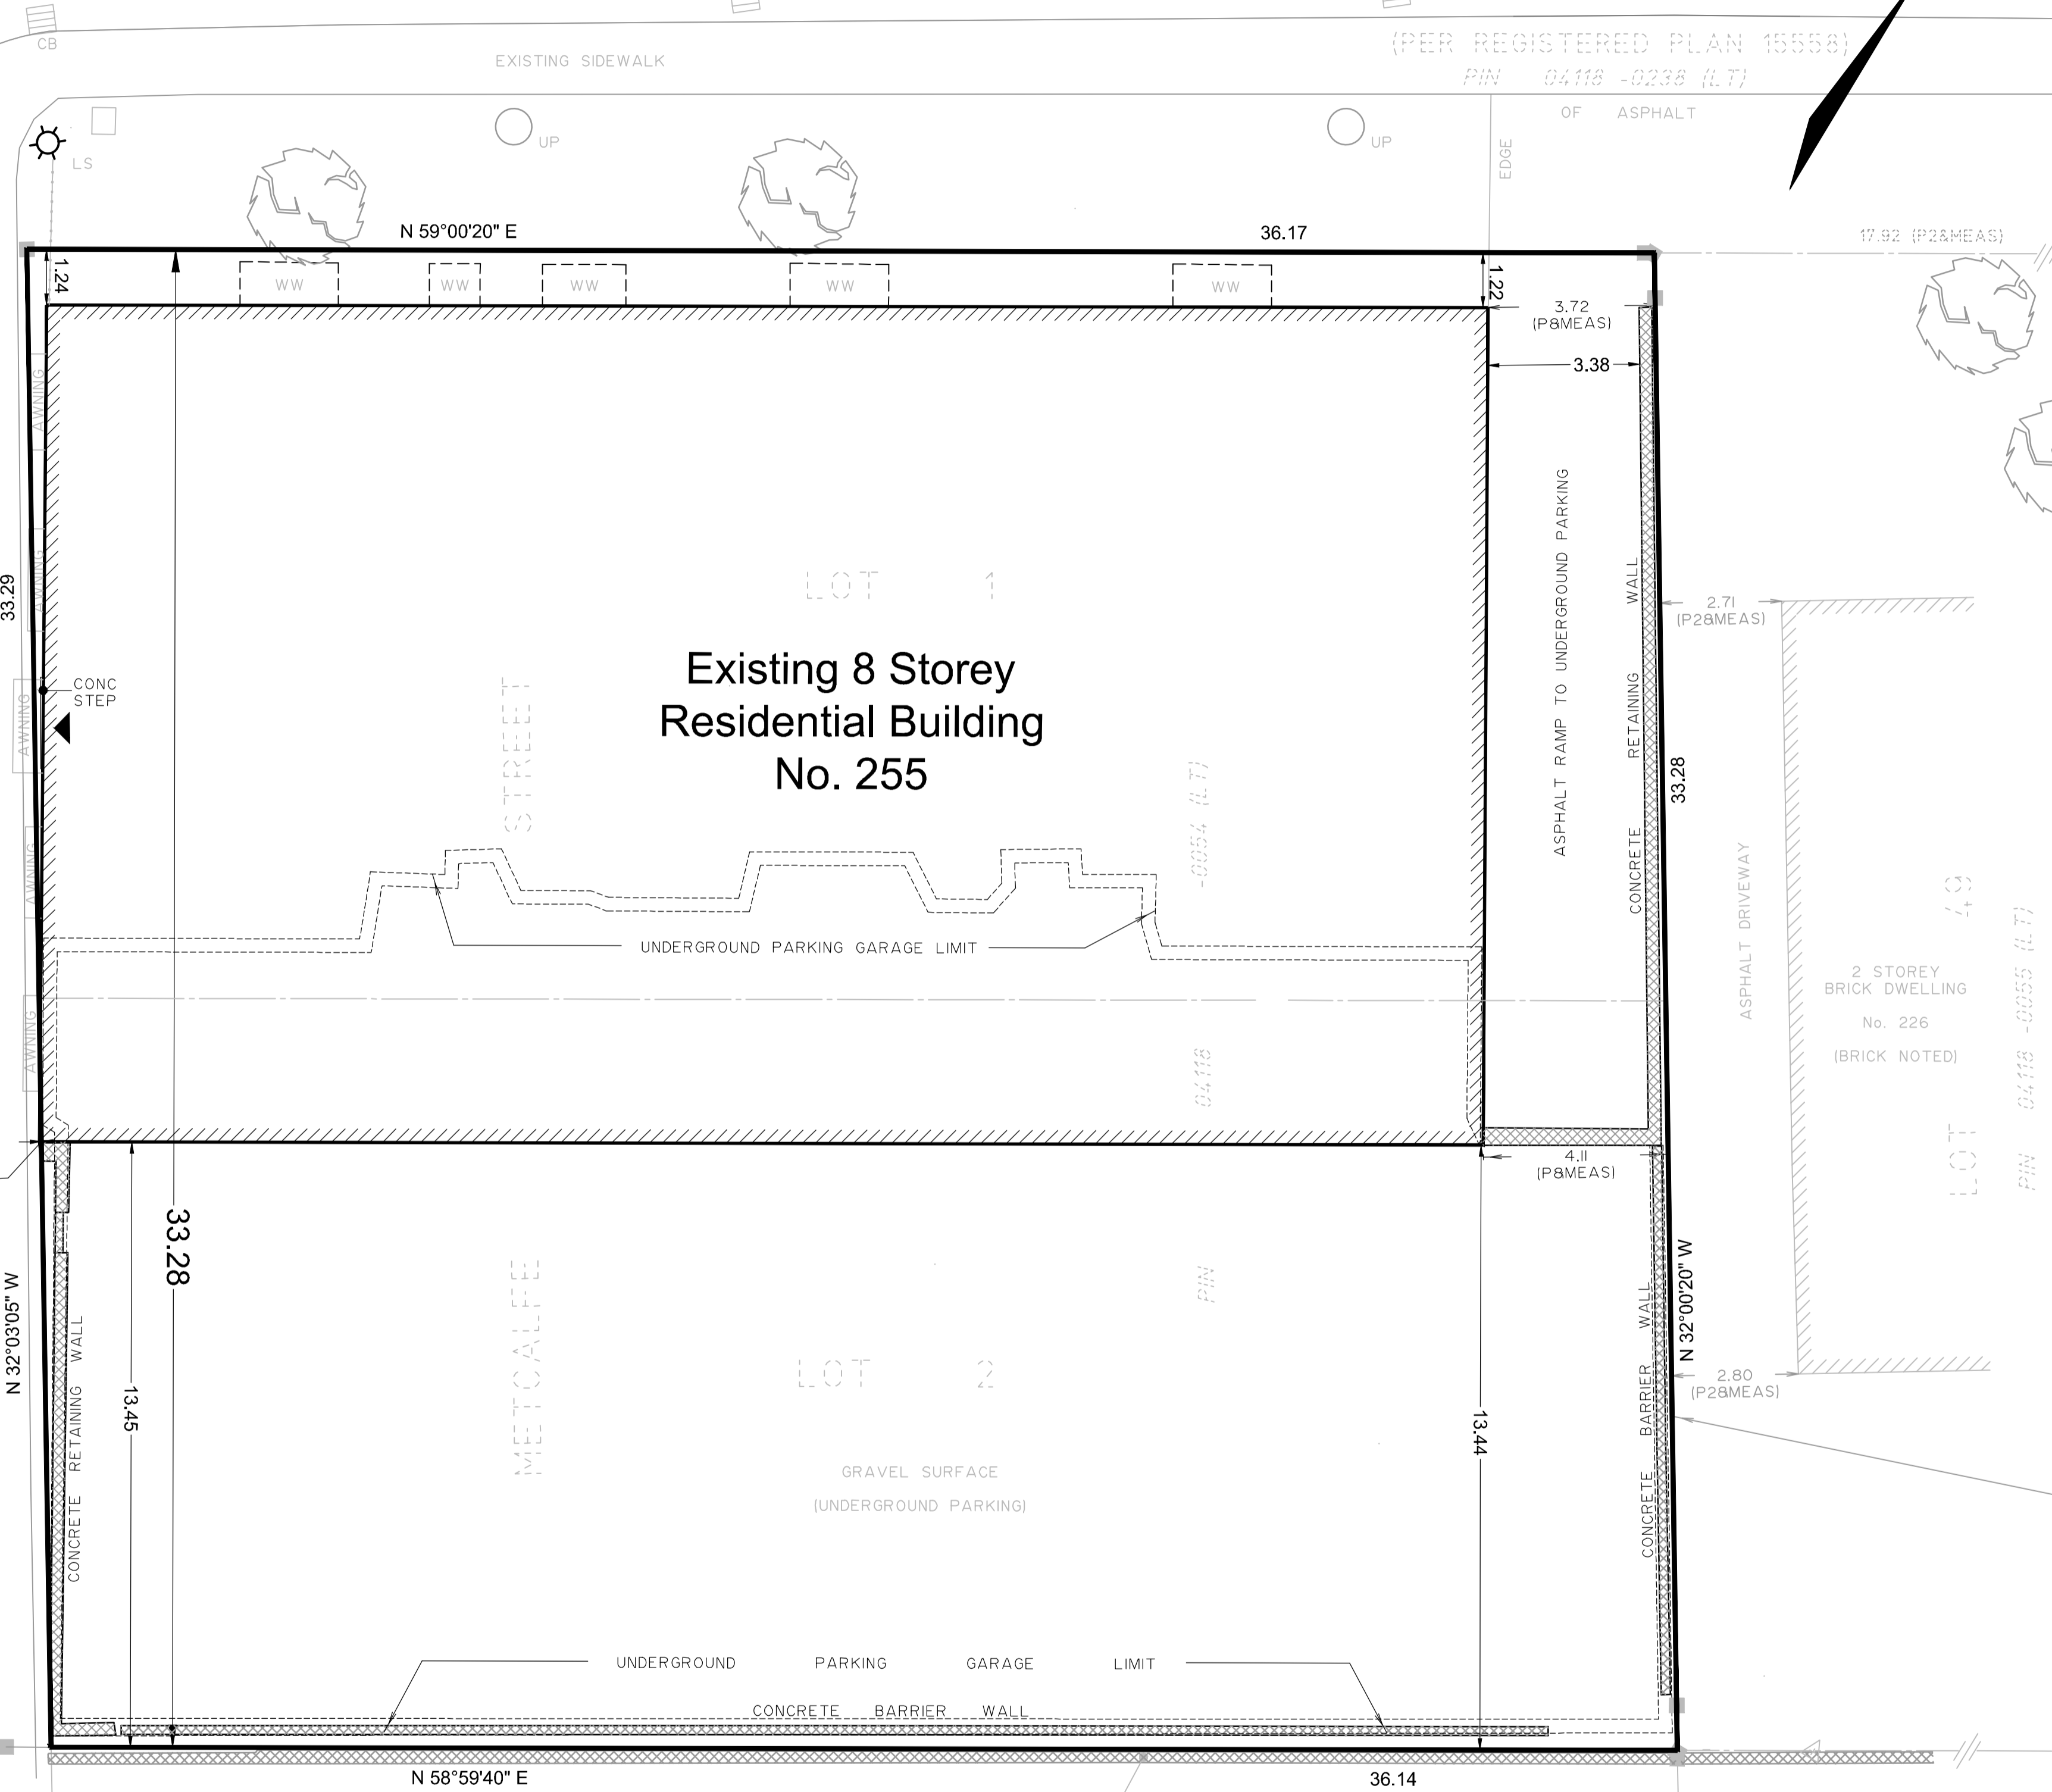 CB
EXISTING SIDEWALK
(PER REGISTERED PLAN 15558)
PIN 04118 -0238 (LT)
OF ASPHALT
UP
UP
EDGE
LS
N 59°00'20" E
36.17
17.92 (P2&MEAS)
1.24
WW
WW
WW
WW
WW
1.22
3.72
(P&MEAS)
3.38
AWNING
AWNING
AWNING
AWNING
AWNING
33.29
LOT 1
Existing 8 Storey
Residential Building
No. 255
CONC
STEP
STREET
-0054 (LT)
ASPHALT RAMP TO UNDERGROUND PARKING
CONCRETE RETAINING WALL
33.28
2.71
(P2&MEAS)
ASPHALT DRIVEWAY
49
2 STOREY
BRICK DWELLING
No. 226
(BRICK NOTED)
PIN 04118 -0055 (LT)
LOT
UNDERGROUND PARKING GARAGE LIMIT
04118
4.11
(P&MEAS)
33.28
N 32°03'05" W
CONCRETE RETAINING WALL
13.45
METCALFE
PIN
LOT 2
GRAVEL SURFACE
(UNDERGROUND PARKING)
13.44
CONCRETE BARRIER WALL
N 32°00'20" W
2.80
(P2&MEAS)
UNDERGROUND PARKING GARAGE LIMIT
CONCRETE BARRIER WALL
N 58°59'40" E
36.14